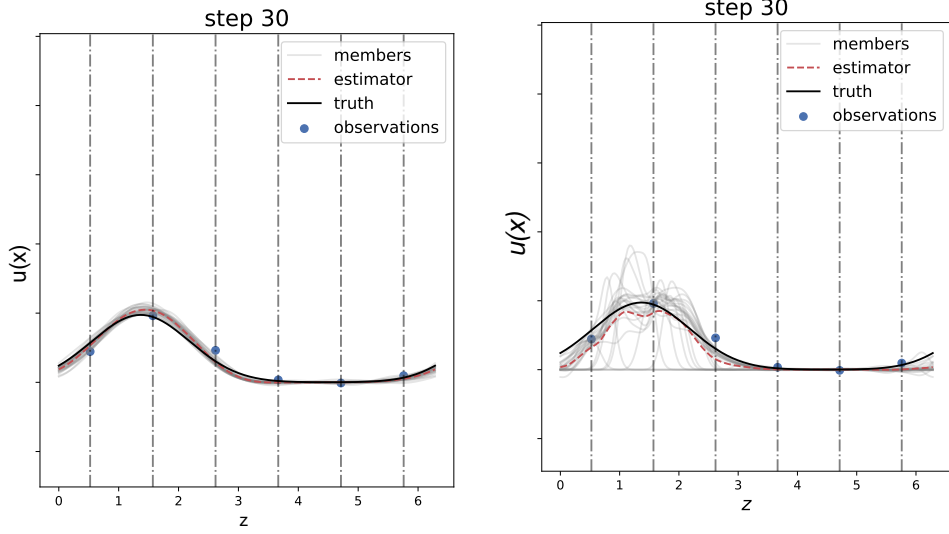 step 30
members
estimator
truth
observations
u(x)
0 1 2 3 4 5 6
z
step 30
members
estimator
truth
observations
u(x)
0 1 2 3 4 5 6
z